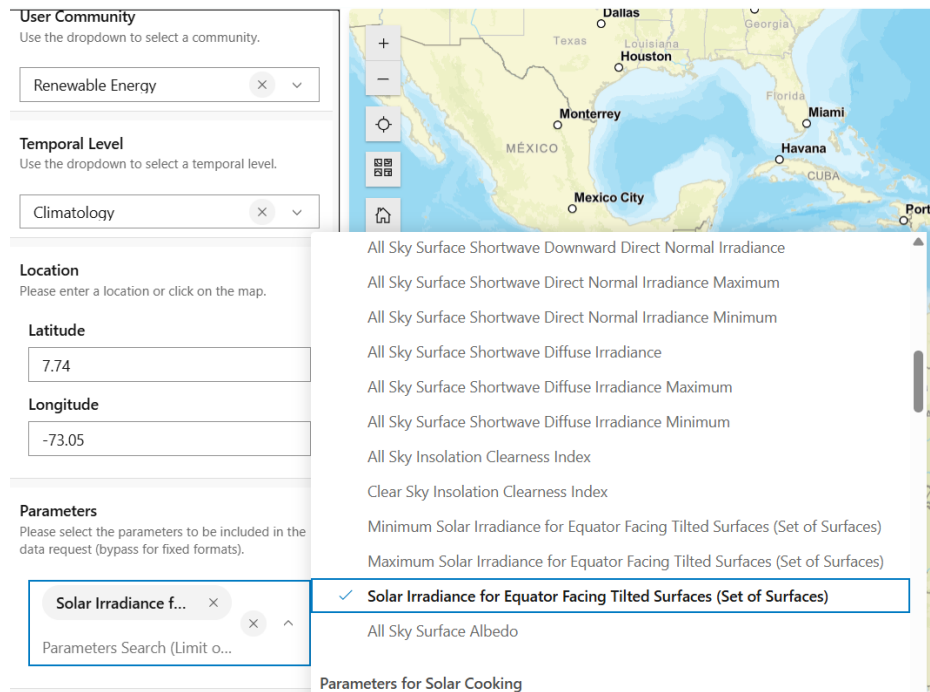 User Community
Use the dropdown to select a community.
Renewable Energy
Temporal Level
Use the dropdown to select a temporal level.
Climatology
Location
Please enter a location or click on the map.
Latitude
7.74
Longitude
-73.05
Parameters
Please select the parameters to be included in the
data request (bypass for fixed formats).
Solar Irradiance f...
Parameters Search (Limit o...
Dallas
Georgia
Texas
Louisiana
Houston
Florida
Monterrey
Miami
MÉXICO
Havana
CUBA
Mexico City
Port
All Sky Surface Shortwave Downward Direct Normal Irradiance
All Sky Surface Shortwave Direct Normal Irradiance Maximum
All Sky Surface Shortwave Direct Normal Irradiance Minimum
All Sky Surface Shortwave Diffuse Irradiance
All Sky Surface Shortwave Diffuse Irradiance Maximum
All Sky Surface Shortwave Diffuse Irradiance Minimum
All Sky Insolation Clearness Index
Clear Sky Insolation Clearness Index
Minimum Solar Irradiance for Equator Facing Tilted Surfaces (Set of Surfaces)
Maximum Solar Irradiance for Equator Facing Tilted Surfaces (Set of Surfaces)
Solar Irradiance for Equator Facing Tilted Surfaces (Set of Surfaces)
All Sky Surface Albedo
Parameters for Solar Cooking